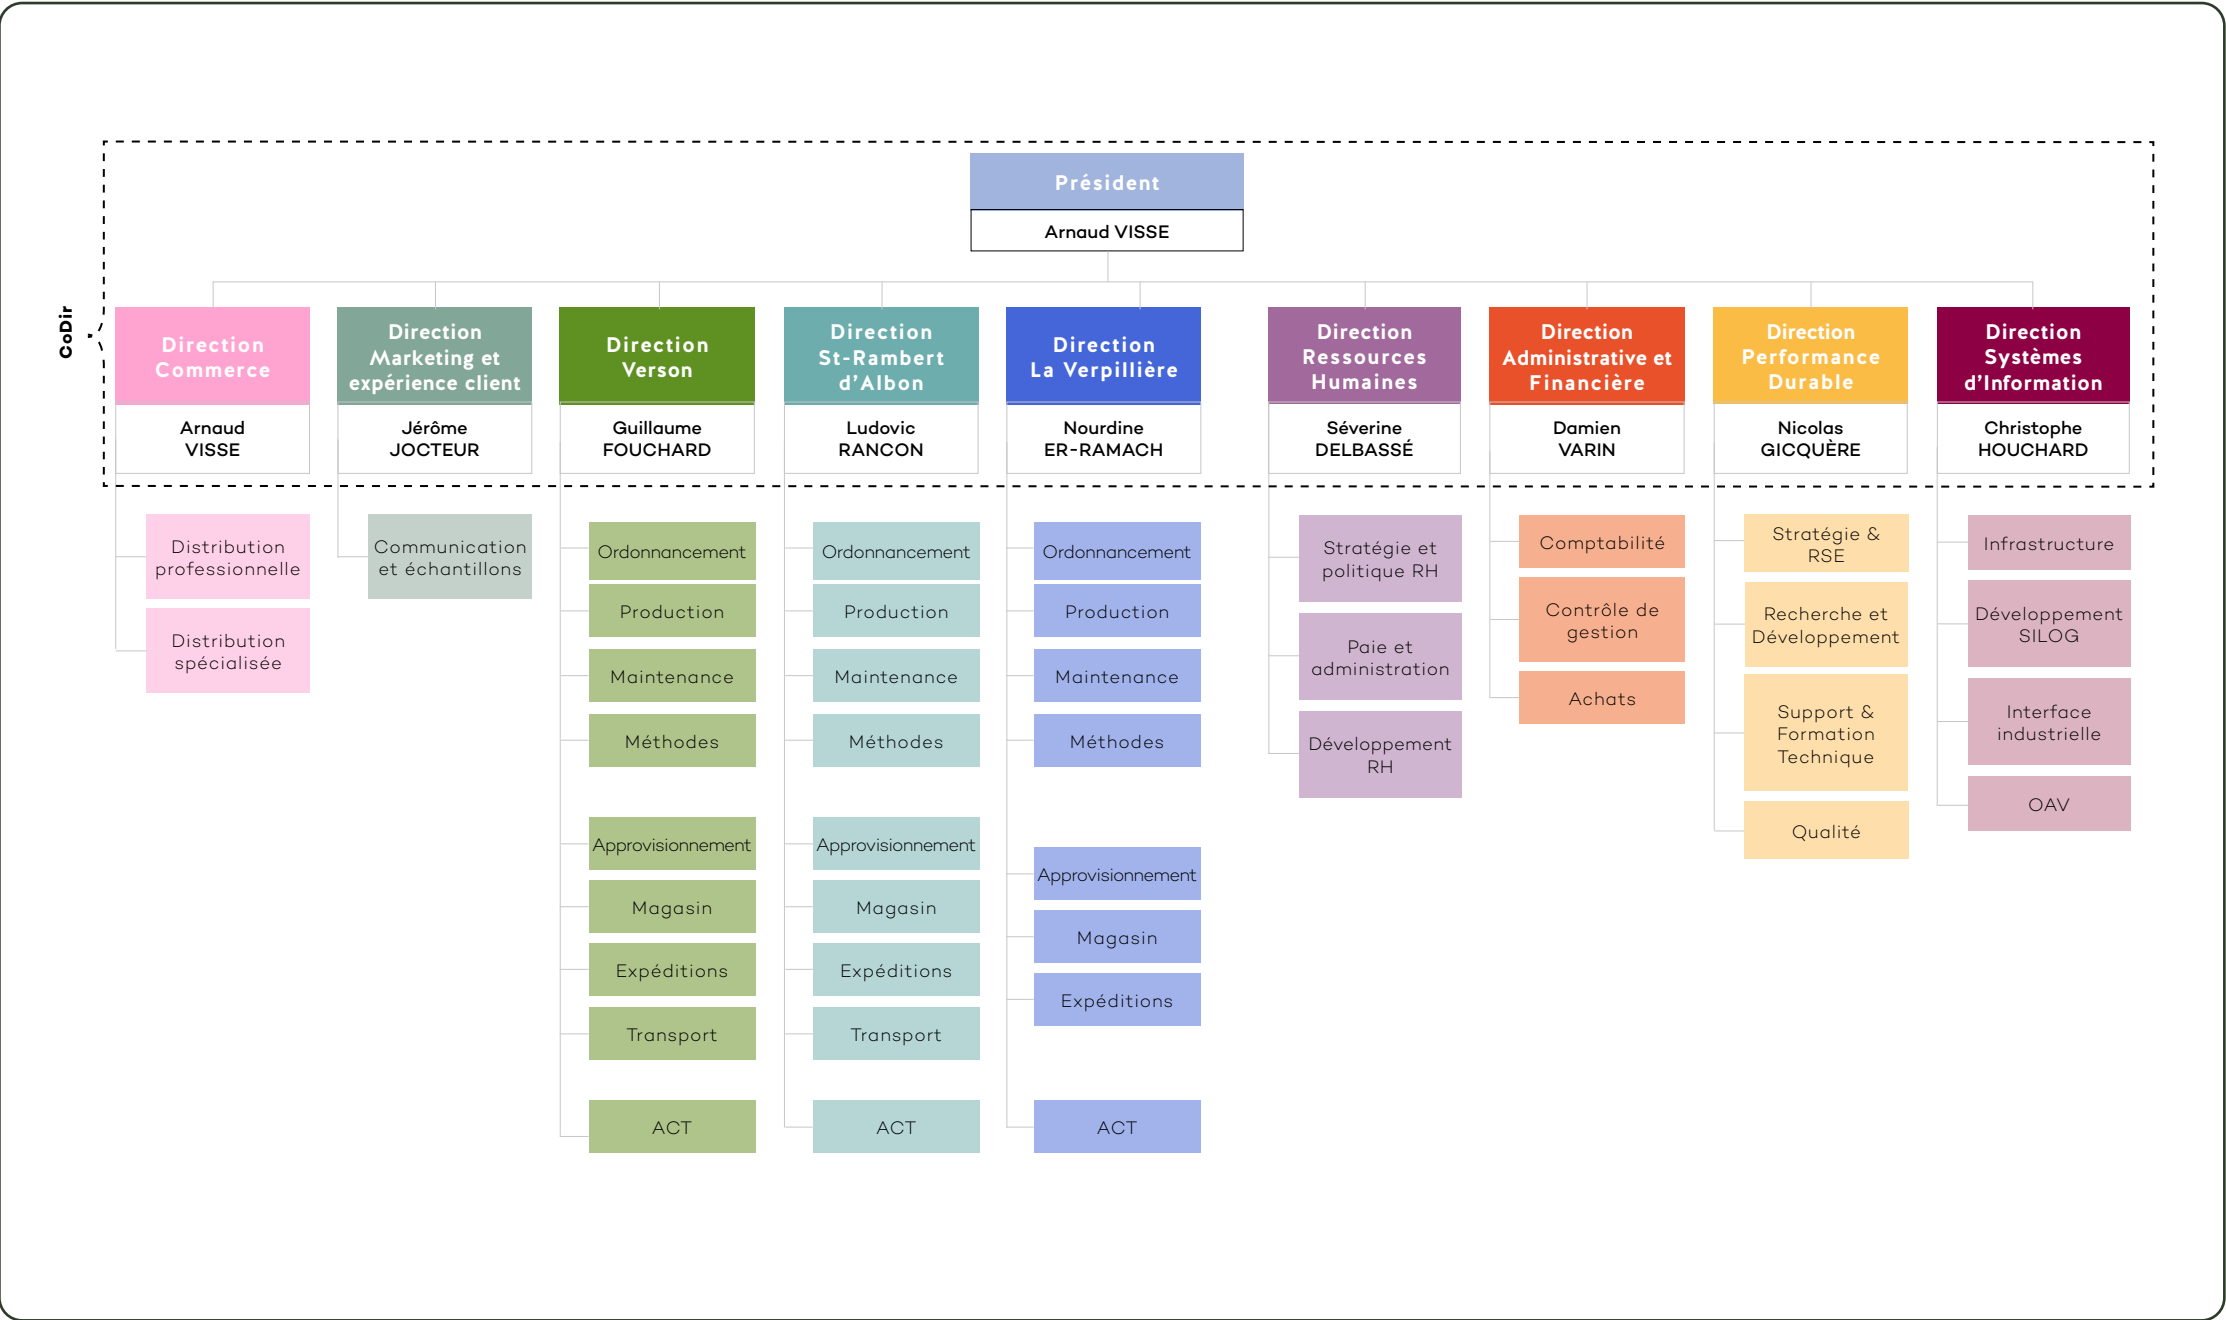 Président
Arnaud VISSE
CoDir
Direction
Commerce
Arnaud
VISSE
Distribution
professionnelle
Distribution
spécialisée
Direction
Marketing et
expérience client
Jérôme
JOCTEUR
Communication
et échantillons
Direction
Verson
Guillaume
FOUCHARD
Ordonnancement
Production
Maintenance
Méthodes
Approvisionnement
Magasin
Expéditions
Transport
ACT
Direction
St-Rambert
d’Albon
Ludovic
RANCON
Ordonnancement
Production
Maintenance
Méthodes
Approvisionnement
Magasin
Expéditions
Transport
ACT
Direction
La Verpillière
Nourdine
ER-RAMACH
Ordonnancement
Production
Maintenance
Méthodes
Approvisionnement
Magasin
Expéditions
ACT
Direction
Ressources
Humaines
Séverine
DELBASSÉ
Stratégie et
politique RH
Paie et
administration
Développement
RH
Direction
Administrative et
Financière
Damien
VARIN
Comptabilité
Contrôle de
gestion
Achats
Direction
Performance
Durable
Nicolas
GICQUÈRE
Stratégie &
RSE
Recherche et
Développement
Support &
Formation
Technique
Qualité
Direction
Systèmes
d’Information
Christophe
HOUCHARD
Infrastructure
Développement
SILOG
Interface
industrielle
OAV